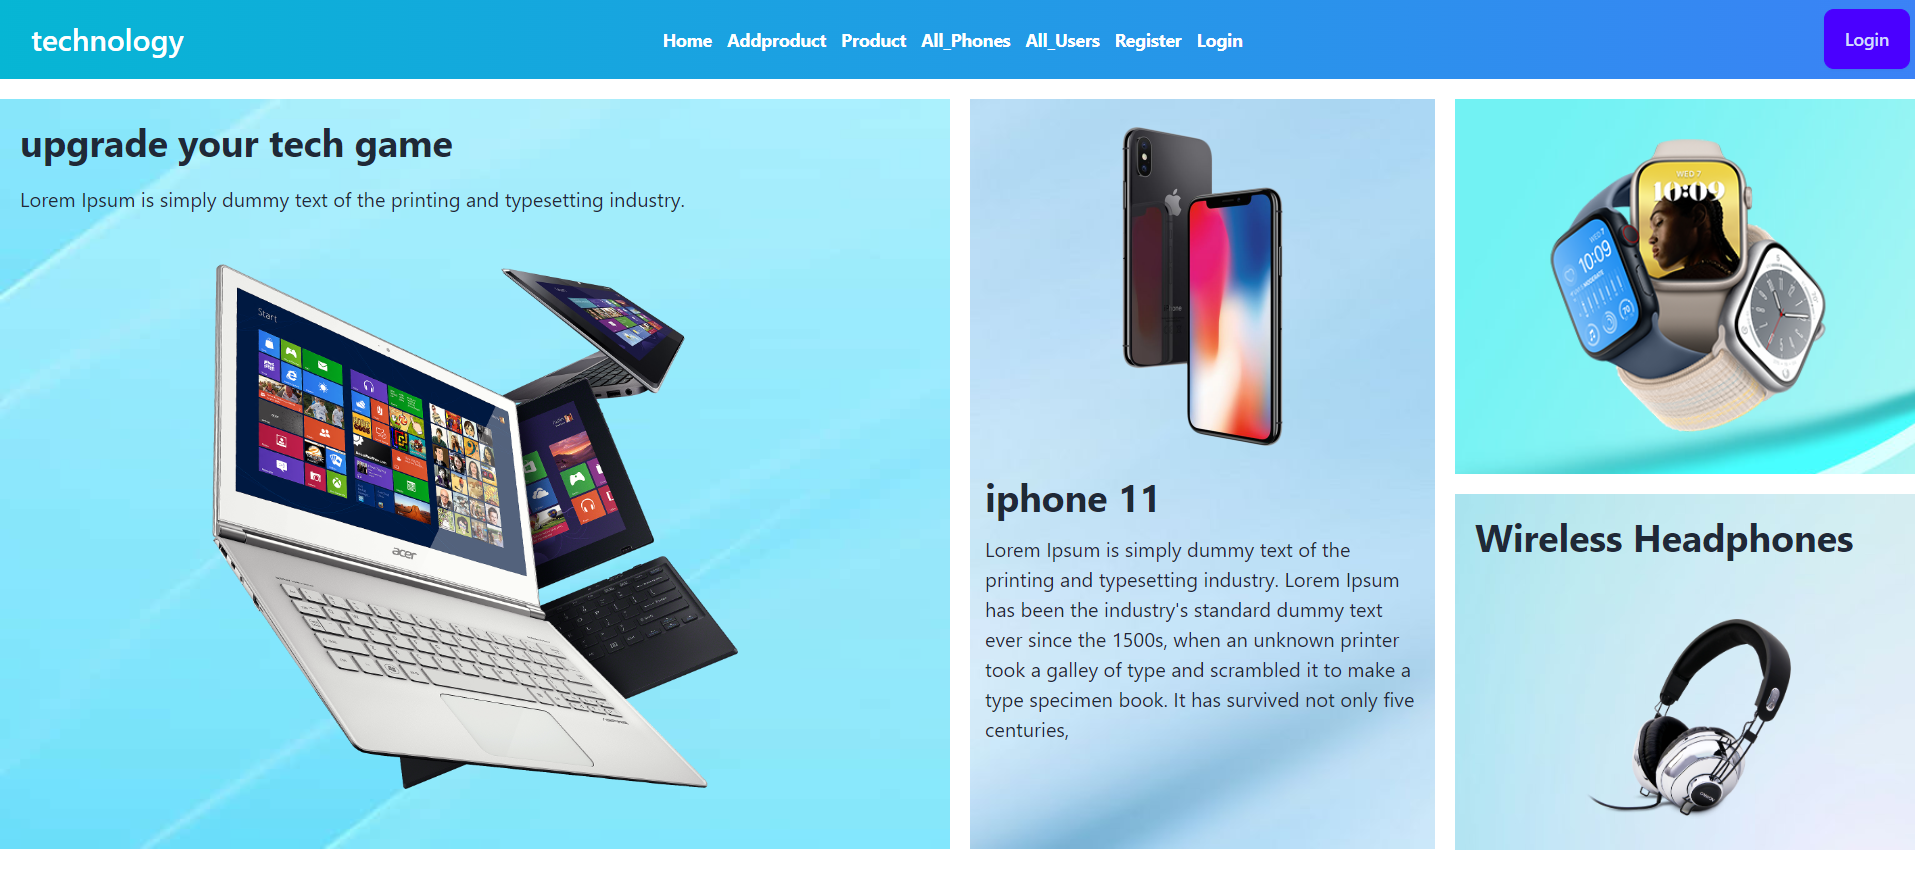 technology
Home Addproduct Product All_Phones All_Users Register Login
Login
upgrade your tech game
Lorem Ipsum is simply dummy text of the printing and typesetting industry.
Start
acer
iphone 11
Lorem Ipsum is simply dummy text of the
printing and typesetting industry. Lorem Ipsum
has been the industry's standard dummy text
ever since the 1500s, when an unknown printer
took a galley of type and scrambled it to make a
type specimen book. It has survived not only five
centuries,
WED 7
10:09
WED 7
10:09
Wireless Headphones